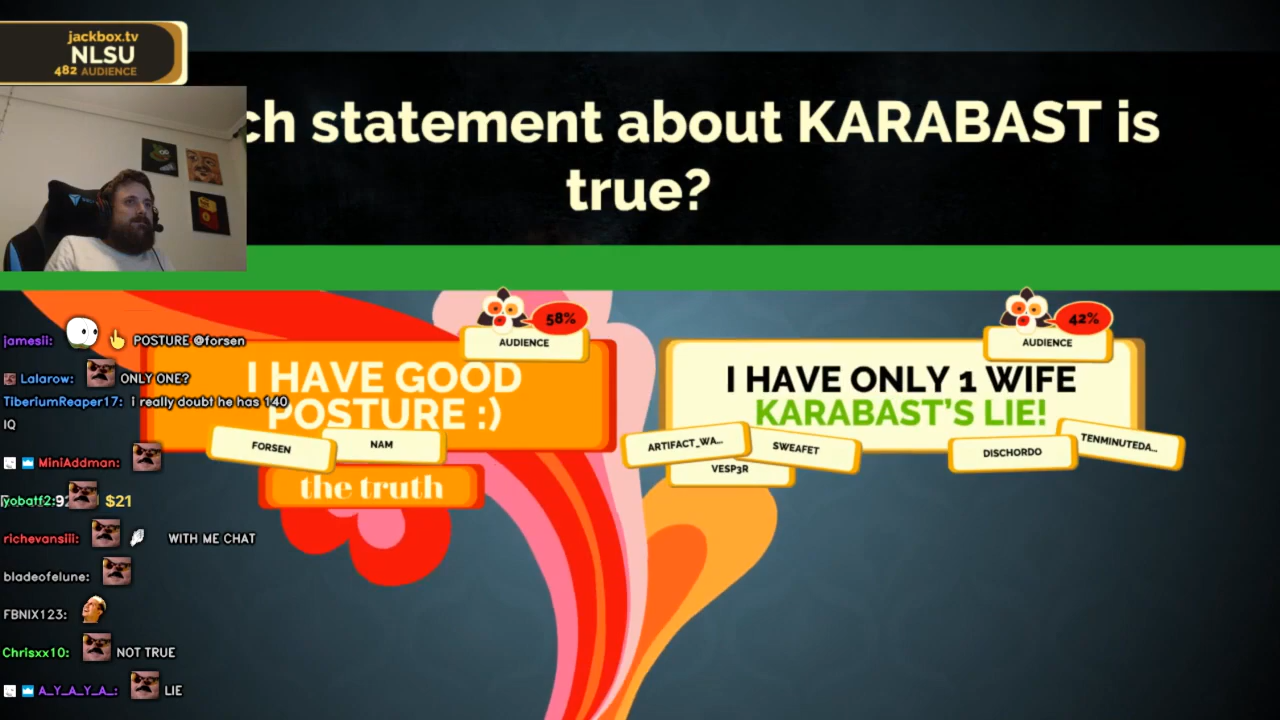 jackbox.tv
NLSU
482 AUDIENCE
ch statement about KARABAST is
true?
58%
AUDIENCE
I HAVE GOOD
POSTURE :)
FORSEN
NAM
the truth
42%
AUDIENCE
I HAVE ONLY 1 WIFE
KARABAST'S LIE!
ARTIFACT_WA...
SWEAFET
VESP3R
DISCHORDO
TENMINUTEDA...
jamesii: POSTURE @forsen
Lalarow: ONLY ONE?
TiberiumReaper17: i really doubt he has 140
IQ
MiniAddman:
yobaff2: $21
richevansiii: WITH ME CHAT
bladeofelune:
FBNIX123:
Chrisxx10: NOT TRUE
A_Y_A_Y_A_: LIE